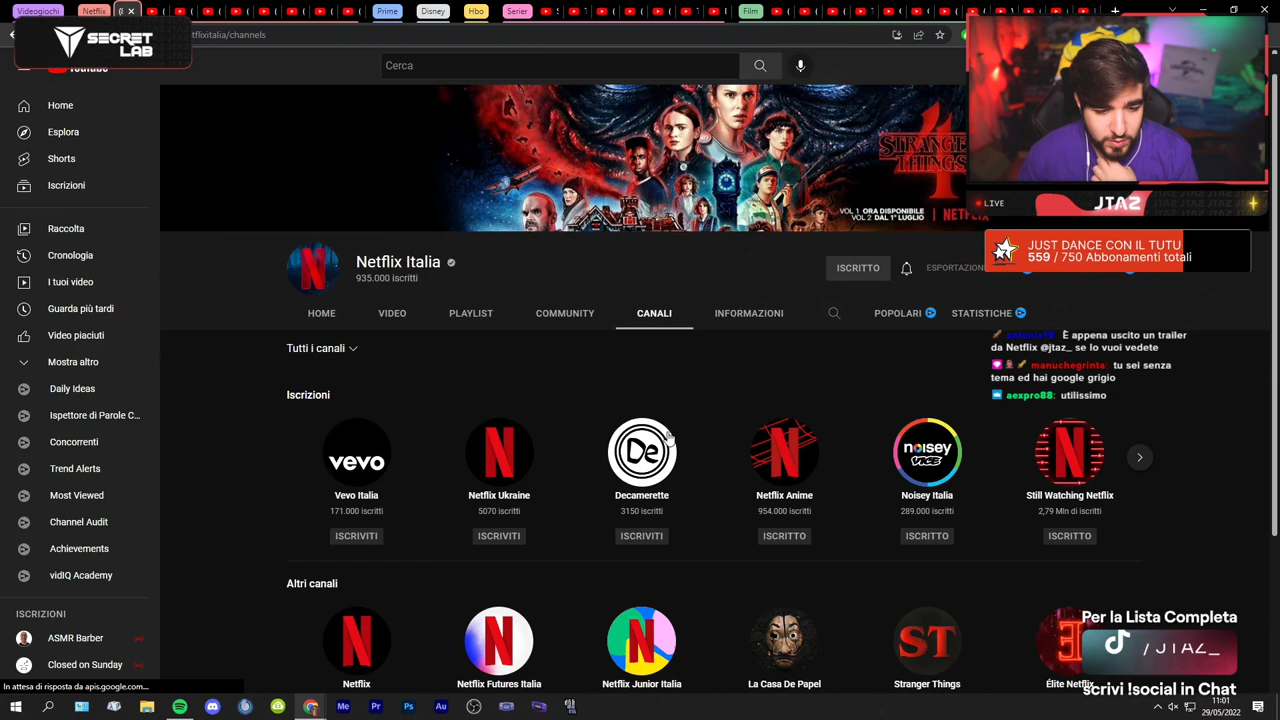 Videogiochi
Netflix
Prime
Disney
Hbo
Serier
Film
SECRET
LAB
flixitalia/channels
Cerca
Home
Esplora
Shorts
Iscrizioni
Raccolta
Cronologia
I tuoi video
Guarda più tardi
Video piaciuti
Mostra altro
Daily Ideas
Ispettore di Parole C...
Concorrenti
Trend Alerts
Most Viewed
Channel Audit
Achievements
vidIQ Academy
ISCRIZIONI
ASMR Barber
Closed on Sunday
In attesa di risposta da apis.google.com...
STRANGER
THINGS
4
VOL 1 ORA DISPONIBILE
VOL 2 DAL 1° LUGLIO
NETFLIX
Netflix Italia
935.000 iscritti
ISCRITTO
LIVE
JTAZ
JUST DANCE CON IL TUTU
559 / 750 Abbonamenti totali
HOME
VIDEO
PLAYLIST
COMMUNITY
CANALI
INFORMAZIONI
POPOLARI
STATISTICHE
Tutti i canali
antonis19: È appena uscito un trailer
da Netflix @jtaz_ se lo vuoi vedete
manuchegrinta: tu sei senza
tema ed hai google grigio
aexpro88: utilissimo
Iscrizioni
vevo
De
noisey
VICE
Vevo Italia
Netflix Ukraine
Decamerette
Netflix Anime
Noisey Italia
Still Watching Netflix
171.000 iscritti
5070 iscritti
3150 iscritti
954.000 iscritti
289.000 iscritti
2,79 Mln di iscritti
ISCRIVITI
ISCRIVITI
ISCRIVITI
ISCRITTO
ISCRITTO
ISCRITTO
Altri canali
ST
Netflix
Netflix Futures Italia
Netflix Junior Italia
La Casa De Papel
Stranger Things
Élite Netflix
Per la Lista Completa
/JTAZ_
scrivi !social in Chat
11:01
29/05/2022